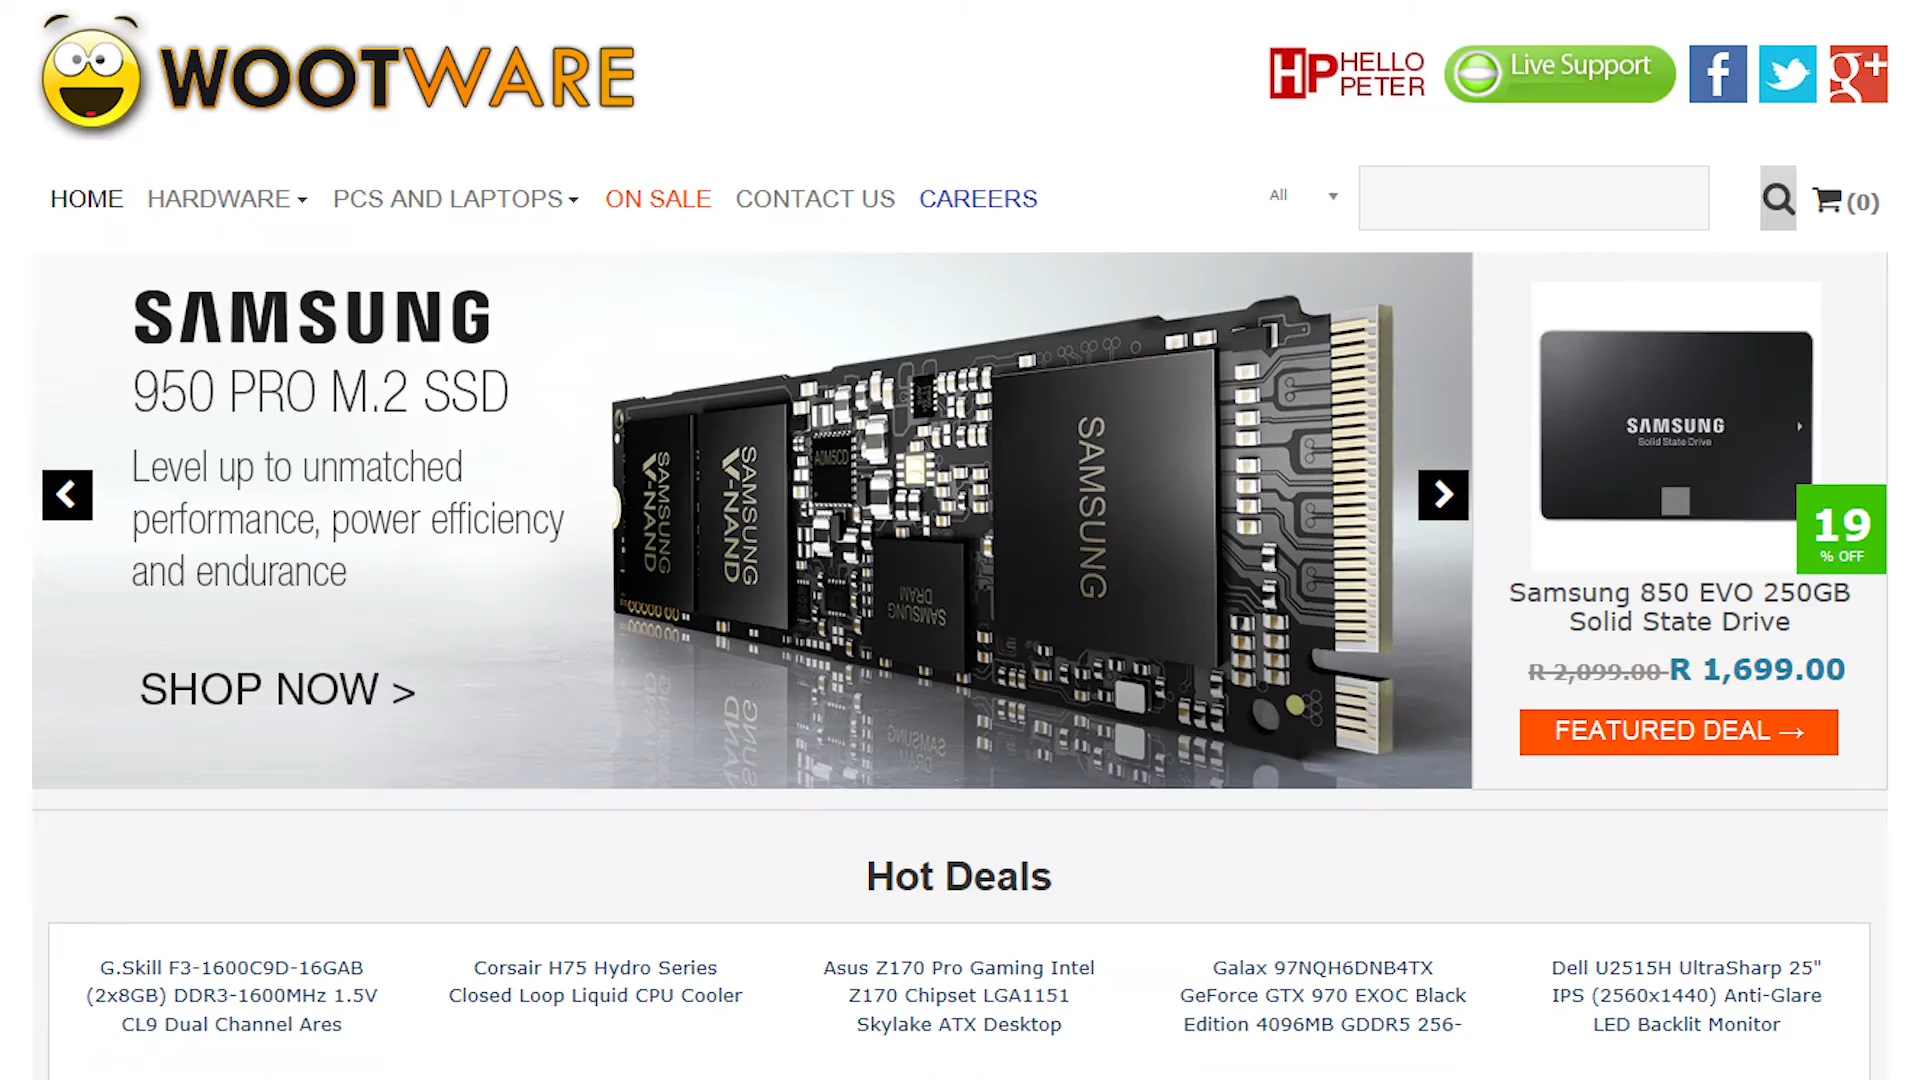 WOOTWARE
HP HELLO
PETER
Live Support
f
g+
HOME HARDWARE PCS AND LAPTOPS ON SALE CONTACT US CAREERS
All
(0)
SAMSUNG
950 PRO M.2 SSD
Level up to unmatched
performance, power efficiency
and endurance
SHOP NOW >
SAMSUNG
V-NAND
SAMSUNG
V-NAND
SAMSUNG
DRAM
SAMSUNG
SAMSUNG
Solid State Drive
19
% OFF
Samsung 850 EVO 250GB
Solid State Drive
R 2,099.00 R 1,699.00
FEATURED DEAL →
Hot Deals
G.Skill F3-1600C9D-16GAB
(2x8GB) DDR3-1600MHz 1.5V
CL9 Dual Channel Ares
Corsair H75 Hydro Series
Closed Loop Liquid CPU Cooler
Asus Z170 Pro Gaming Intel
Z170 Chipset LGA1151
Skylake ATX Desktop
Galax 97NQH6DNB4TX
GeForce GTX 970 EXOC Black
Edition 4096MB GDDR5 256-
Dell U2515H UltraSharp 25"
IPS (2560x1440) Anti-Glare
LED Backlit Monitor